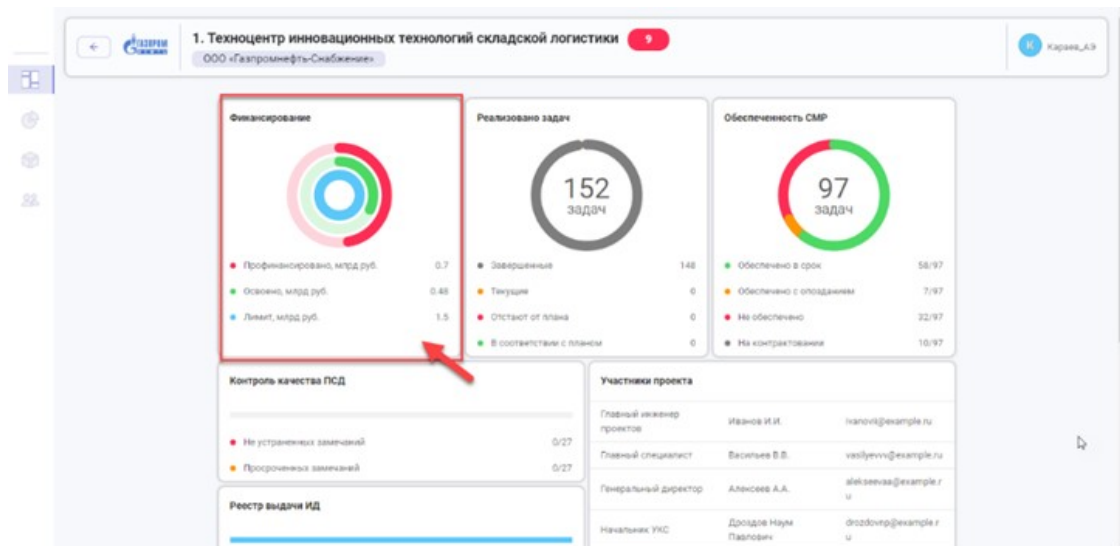 ГАЗПРОМ
1. Техноцентр инновационных технологий складской логистики 9
ООО «Газпромнефть-Снабжение»
К Караев_АЭ
Финансирование
Профинансировано, млрд руб. 0.7
Освоено, млрд руб. 0.48
Лимит, млрд руб. 1.5
Реализовано задач
152
задач
Завершенные 148
Текущие 0
Отстают от плана 0
В соответствии с планом 0
Обеспеченность СМР
97
задач
Обеспечено в срок 58/97
Обеспечено с опозданием 7/97
Не обеспечено 32/97
На контрактовании 10/97
Контроль качества ПСД
Не устраненных замечаний 0/27
Просроченных замечаний 0/27
Реестр выдачи ИД
Участники проекта
Главный инженер
проектов
Иванов И.И.
ivanovii@example.ru
Главный специалист Васильев В.В. vasilyevvv@example.ru
Генеральный директор Алексеев А.А.
alekseevaa@example.r
u
Начальник УКС
Дроздов Наум
Павлович
drozdovnp@example.r
u